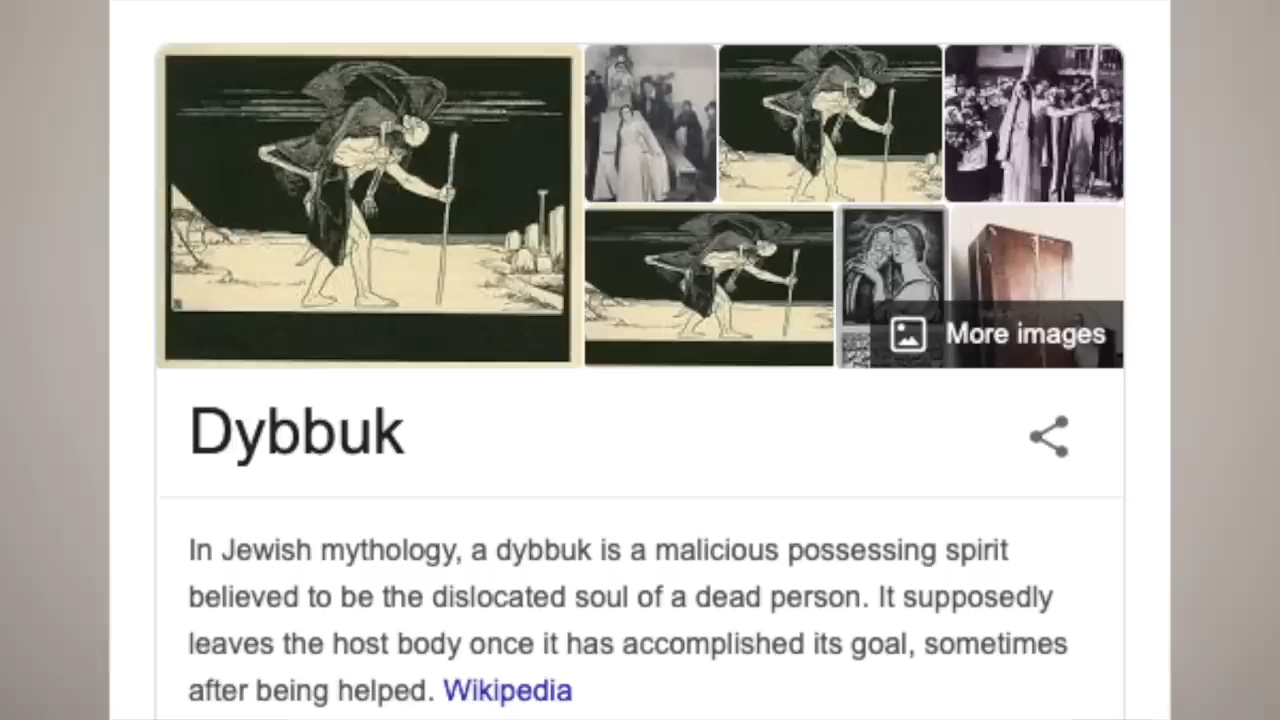 More images
Dybbuk
In Jewish mythology, a dybbuk is a malicious possessing spirit
believed to be the dislocated soul of a dead person. It supposedly
leaves the host body once it has accomplished its goal, sometimes
after being helped. Wikipedia